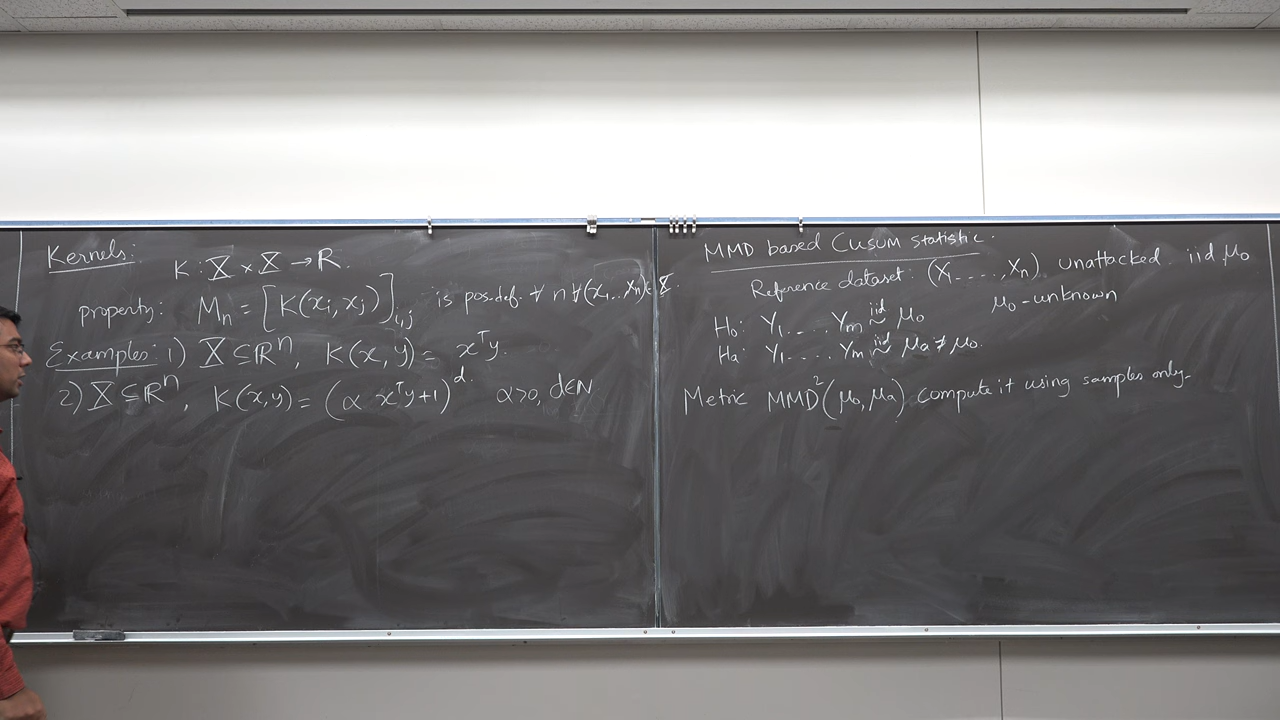 Kernels:
K : X × X → R.
property: Mₙ = [K(xᵢ, xⱼ)]ᵢ,ⱼ is pos.def. ∀ n ∀ (x₁...,xₙ) ∈ X.
Examples: 1) X ⊆ Rⁿ, K(x, y) = xᵀy.
2) X ⊆ Rⁿ, K(x,y) = (α xᵀy+1)ᵈ. α>0, d∈N
MMD based Cusum statistic.
Reference dataset: (X₁, ...., Xₙ) unattacked. iid μ₀
μ₀ - unknown
H₀: Y₁.... Yₘ iid ~ μ₀
Hₐ: Y₁.... Yₘ iid ~ μₐ ≠ μ₀.
Metric MMD²(μ₀, μₐ) compute it using samples only-